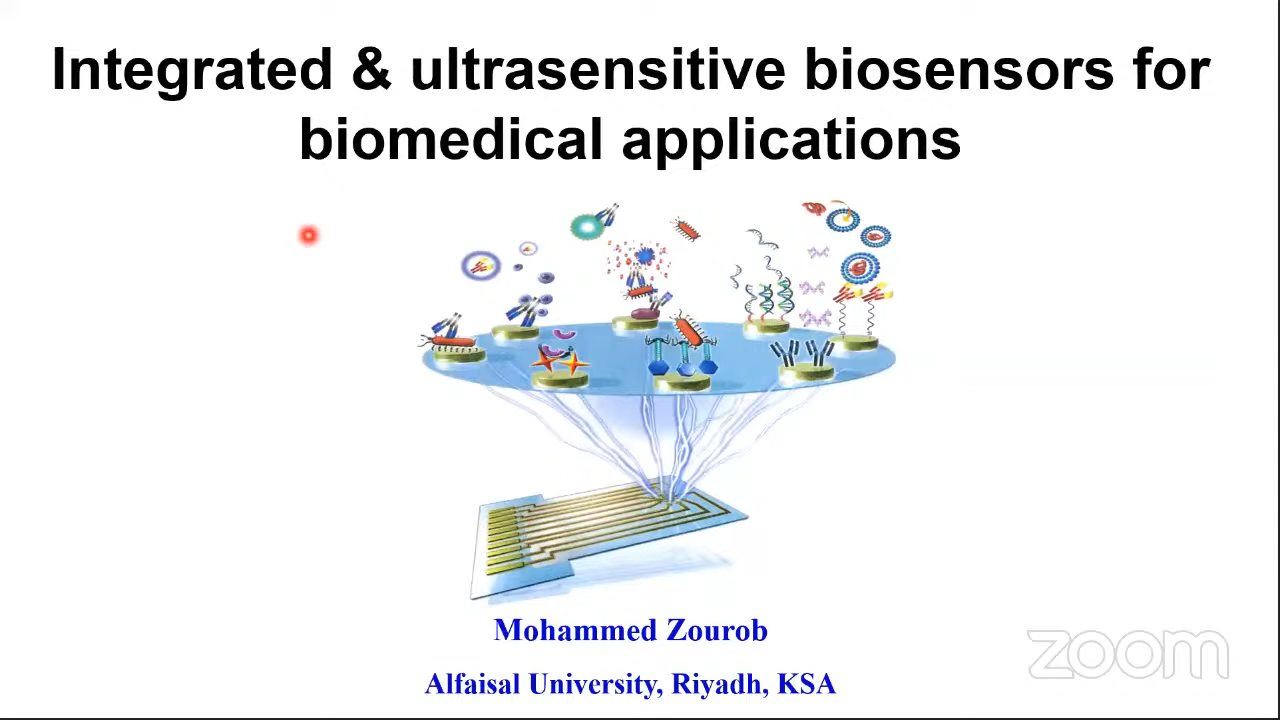 Integrated & ultrasensitive biosensors for
biomedical applications
Mohammed Zourob
Alfaisal University, Riyadh, KSA
zoom